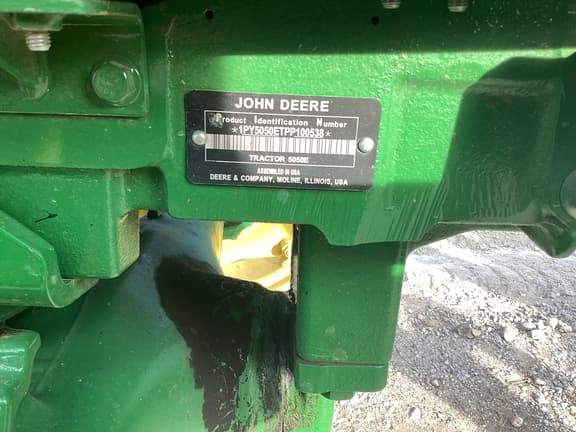 JOHN DEERE
Product Identification Number
*1PY5050ETPP100538*
TRACTOR 5050E
ASSEMBLED IN USA
DEERE & COMPANY, MOLINE, ILLINOIS, USA